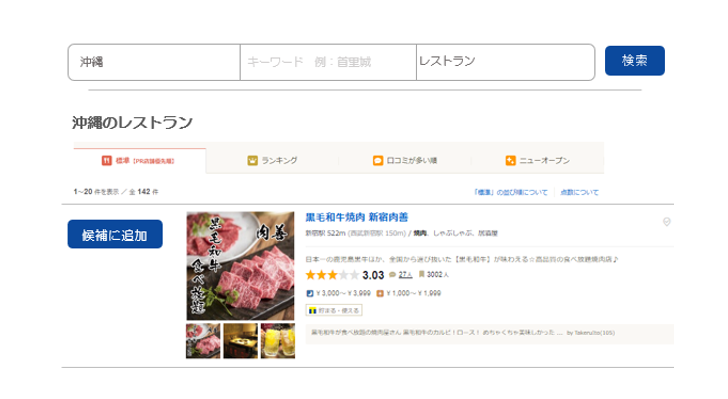 沖縄
キーワード　例：首里城
レストラン
検索
沖縄のレストラン
標準【PR店舗優先順】
ランキング
口コミが多い順
ニューオープン
1～20 件を表示 ／ 全 142 件
「標準」の並び順について
点数について
候補に追加
黒毛和牛
焼肉善
食べ放題
黒毛和牛焼肉 新宿肉善
新宿駅 522m (西武新宿駅 150m) / 焼肉、しゃぶしゃぶ、居酒屋
日本一の鹿児島黒牛ほか、全国から選び抜いた【黒毛和牛】が味わえる☆高品質の食べ放題焼肉店♪
3.03
27人
3002人
￥3,000～￥3,999
￥1,000～￥1,999
貯まる・使える
黒毛和牛が食べ放題の焼肉屋さん 黒毛和牛のカルビ！ロース！ めちゃくちゃ美味しかった ... by